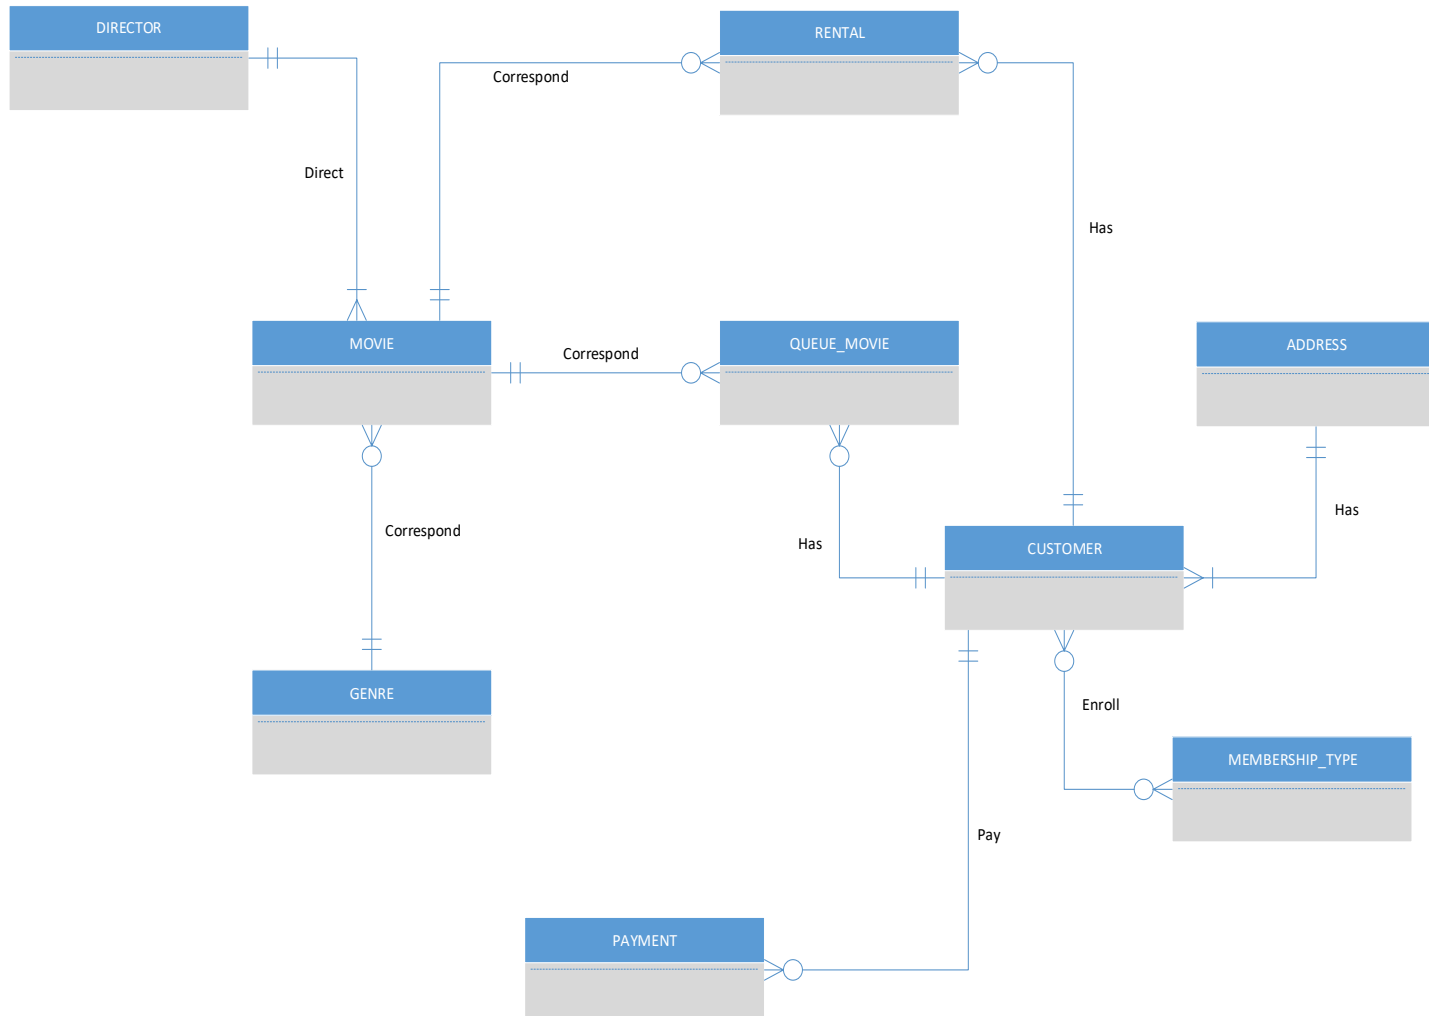 DIRECTOR
RENTAL
Correspond
Direct
Has
MOVIE
Correspond
QUEUE_MOVIE
ADDRESS
Correspond
Has
CUSTOMER
Has
GENRE
Enroll
MEMBERSHIP_TYPE
Pay
PAYMENT